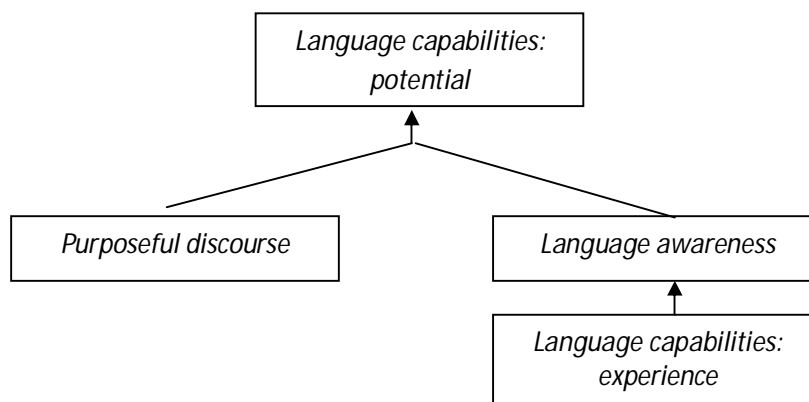 Language capabilities:
potential
Purposeful discourse
Language awareness
Language capabilities:
experience